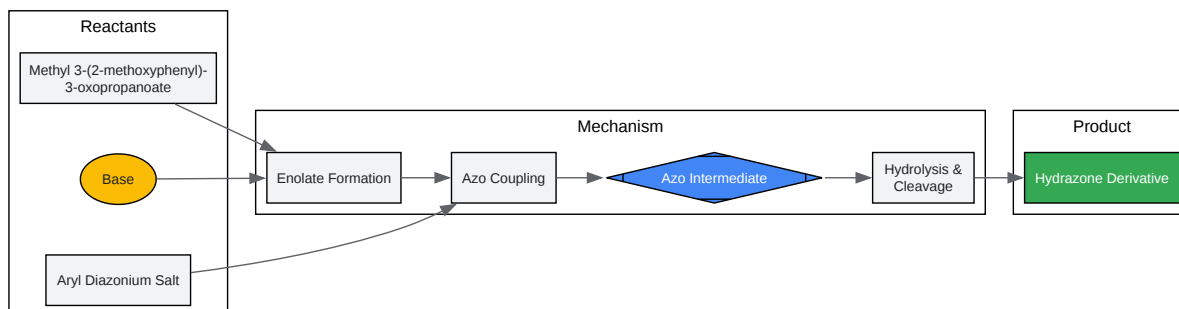 Reactants
Methyl 3-(2-methoxyphenyl)-
3-oxopropanoate
Base
Aryl Diazonium Salt
Mechanism
Enolate Formation
Azo Coupling
Azo Intermediate
Hydrolysis &
Cleavage
Product
Hydrazone Derivative